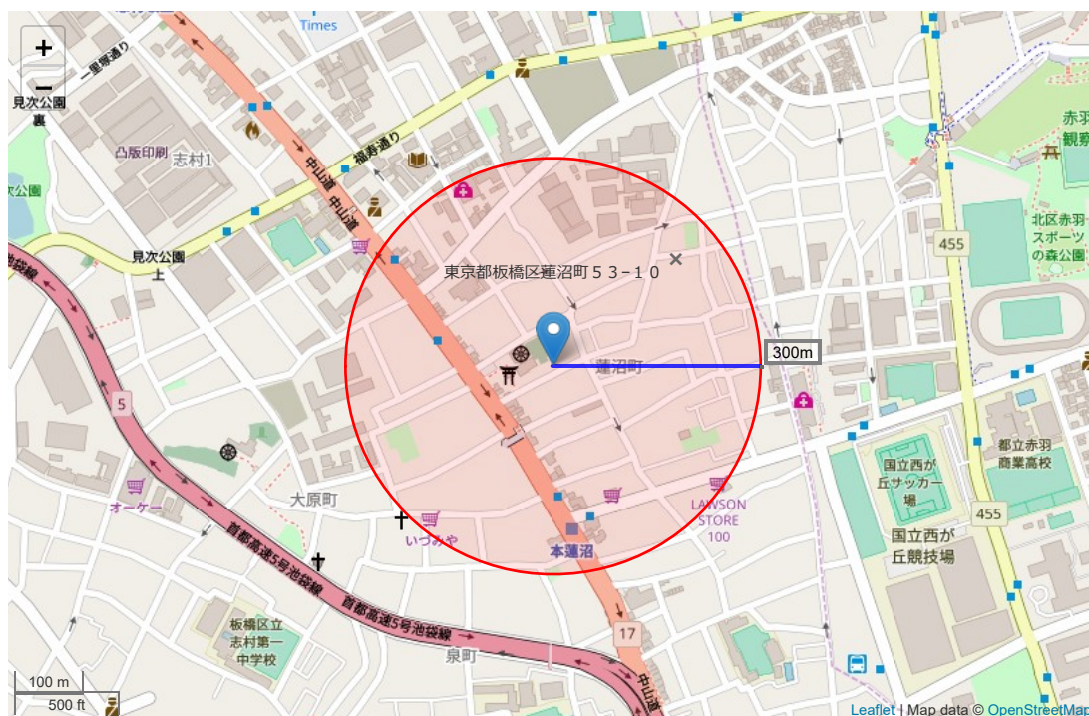 Times
+
−
一里塚通り
見次公園
裏
凸版印刷
志村1
福寿通り
中山道
中山道
赤羽
観察
455
北区赤羽
スポーツ
の森公園
見次公園
上
東京都板橋区蓮沼町５３−１０
×
池袋線
300m
蓮沼町
5
都立赤羽
商業高校
国立西が
丘サッカー
場
455
オーケー
大原町
LAWSON
STORE
100
いづみや
本蓮沼
国立西が
丘競技場
首都高速5号池袋線
首都高速5号池袋線
板橋区立
志村第一
中学校
泉町
17
中山道
100 m
500 ft
Leaflet | Map data © OpenStreetMap